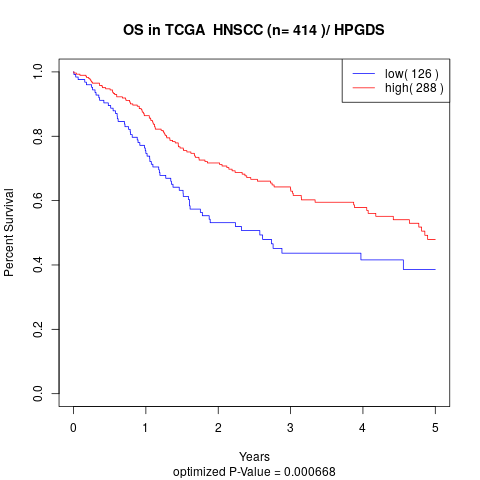 OS in TCGA HNSCC (n= 414 )/ HPGDS
low( 126 )
high( 288 )
Percent Survival
1.0
0.8
0.6
0.4
0.2
0.0
0 1 2 3 4 5
Years
optimized P-Value = 0.000668